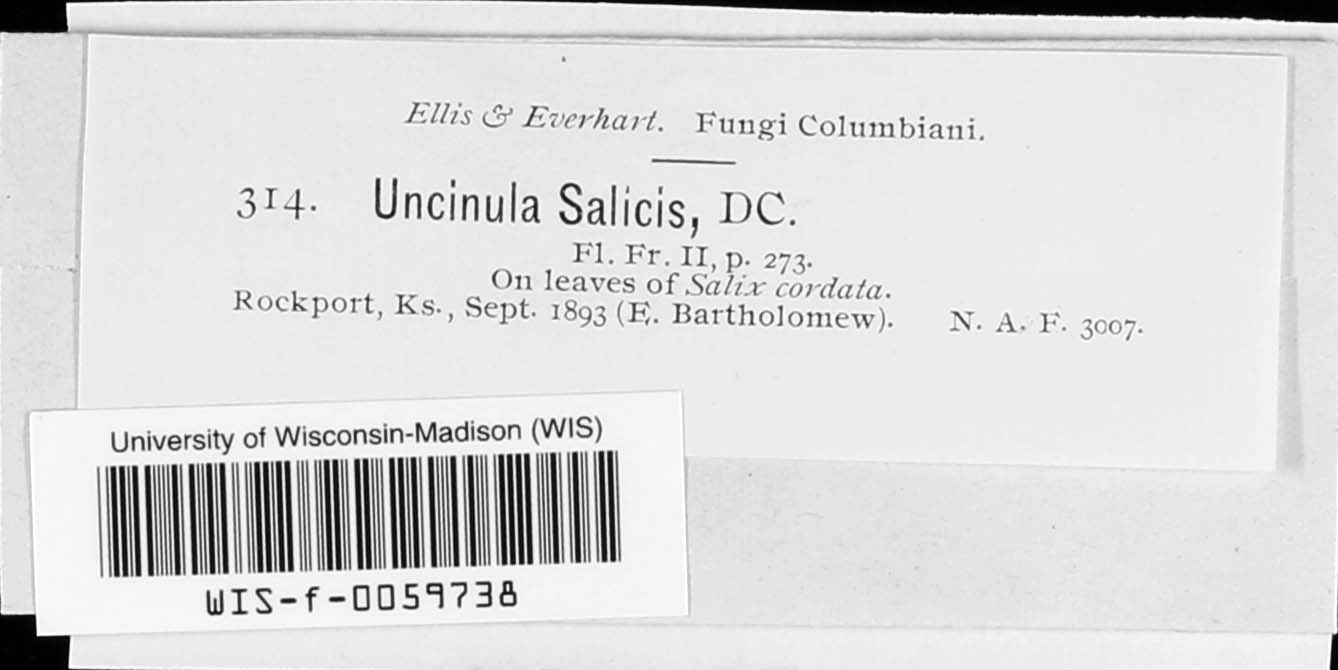 Ellis & Everhart. Fungi Columbiani.
314. Uncinula Salicis, DC.
Fl. Fr. II, p. 273.
On leaves of Salix cordata.
Rockport, Ks., Sept. 1893 (E. Bartholomew). N. A. F. 3007.
University of Wisconsin-Madison (WIS)
WIS-f-0059738